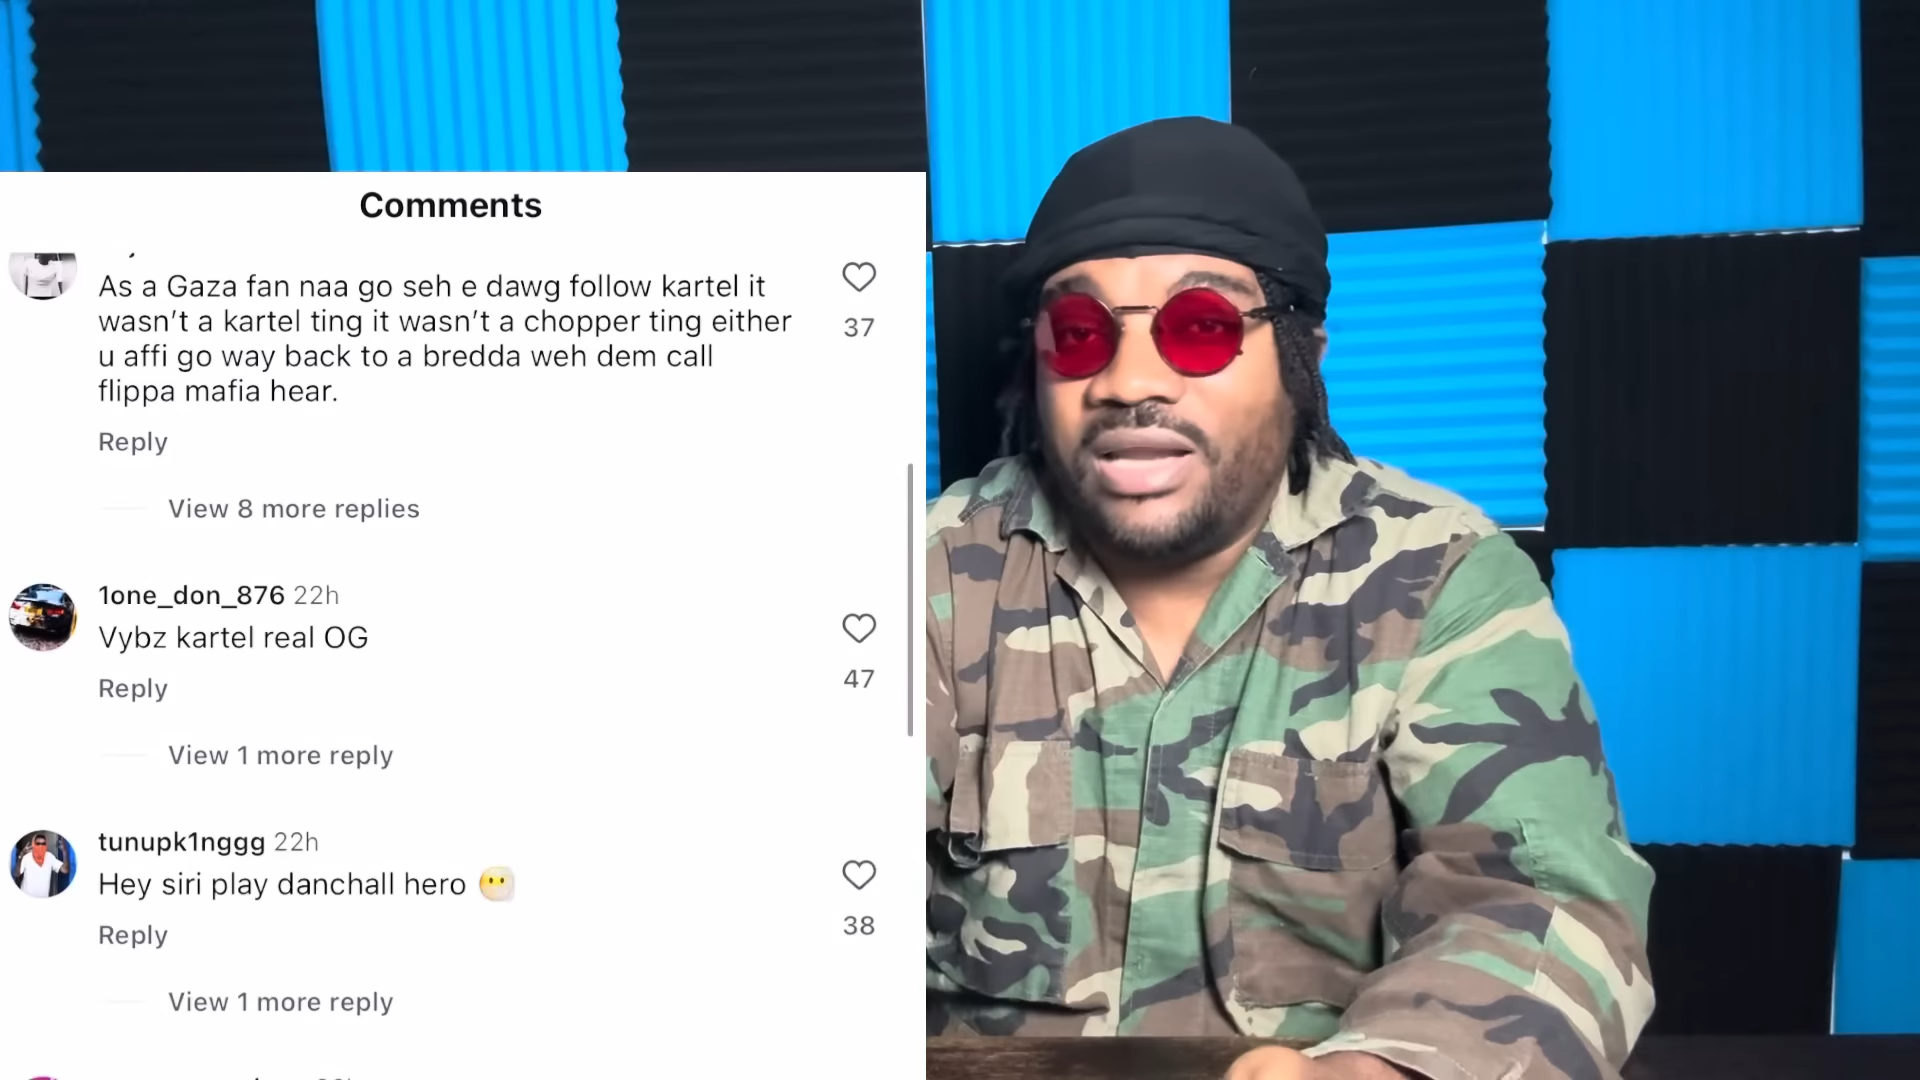 Comments
As a Gaza fan naa go seh e dawg follow kartel it
wasn't a kartel ting it wasn't a chopper ting either
u affi go way back to a bredda weh dem call
flippa mafia hear.
37
Reply
View 8 more replies
1one_don_876 22h
Vybz kartel real OG
47
Reply
View 1 more reply
tunupk1nggg 22h
Hey siri play danchall hero 😶
38
Reply
View 1 more reply